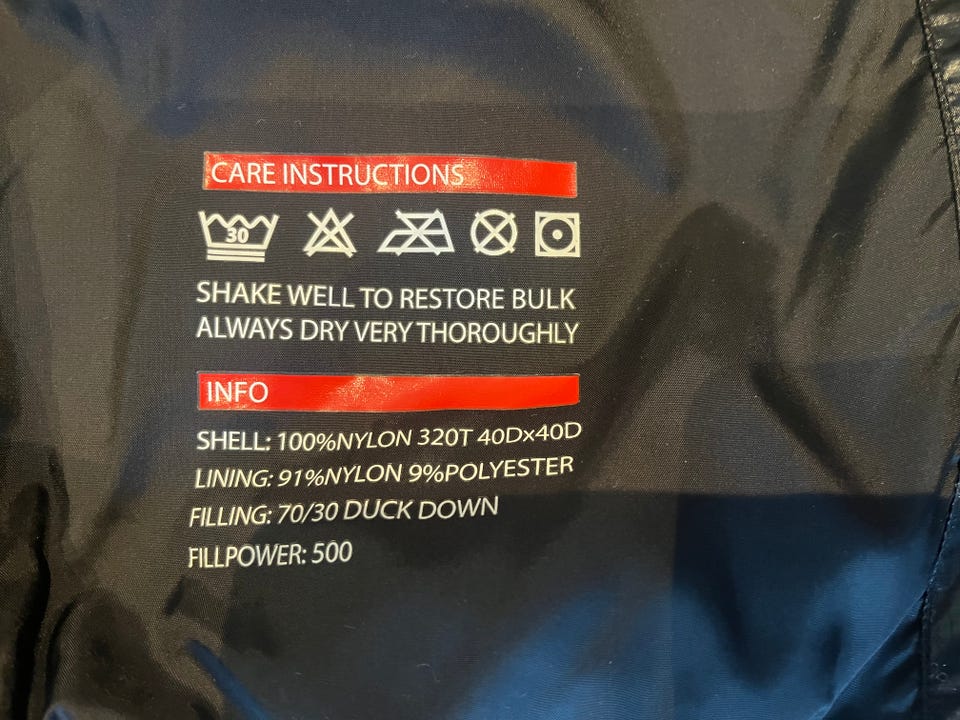 CARE INSTRUCTIONS
30
SHAKE WELL TO RESTORE BULK
ALWAYS DRY VERY THOROUGHLY
INFO
SHELL: 100%NYLON 320T 40Dx40D
LINING: 91%NYLON 9%POLYESTER
FILLING: 70/30 DUCK DOWN
FILLPOWER: 500